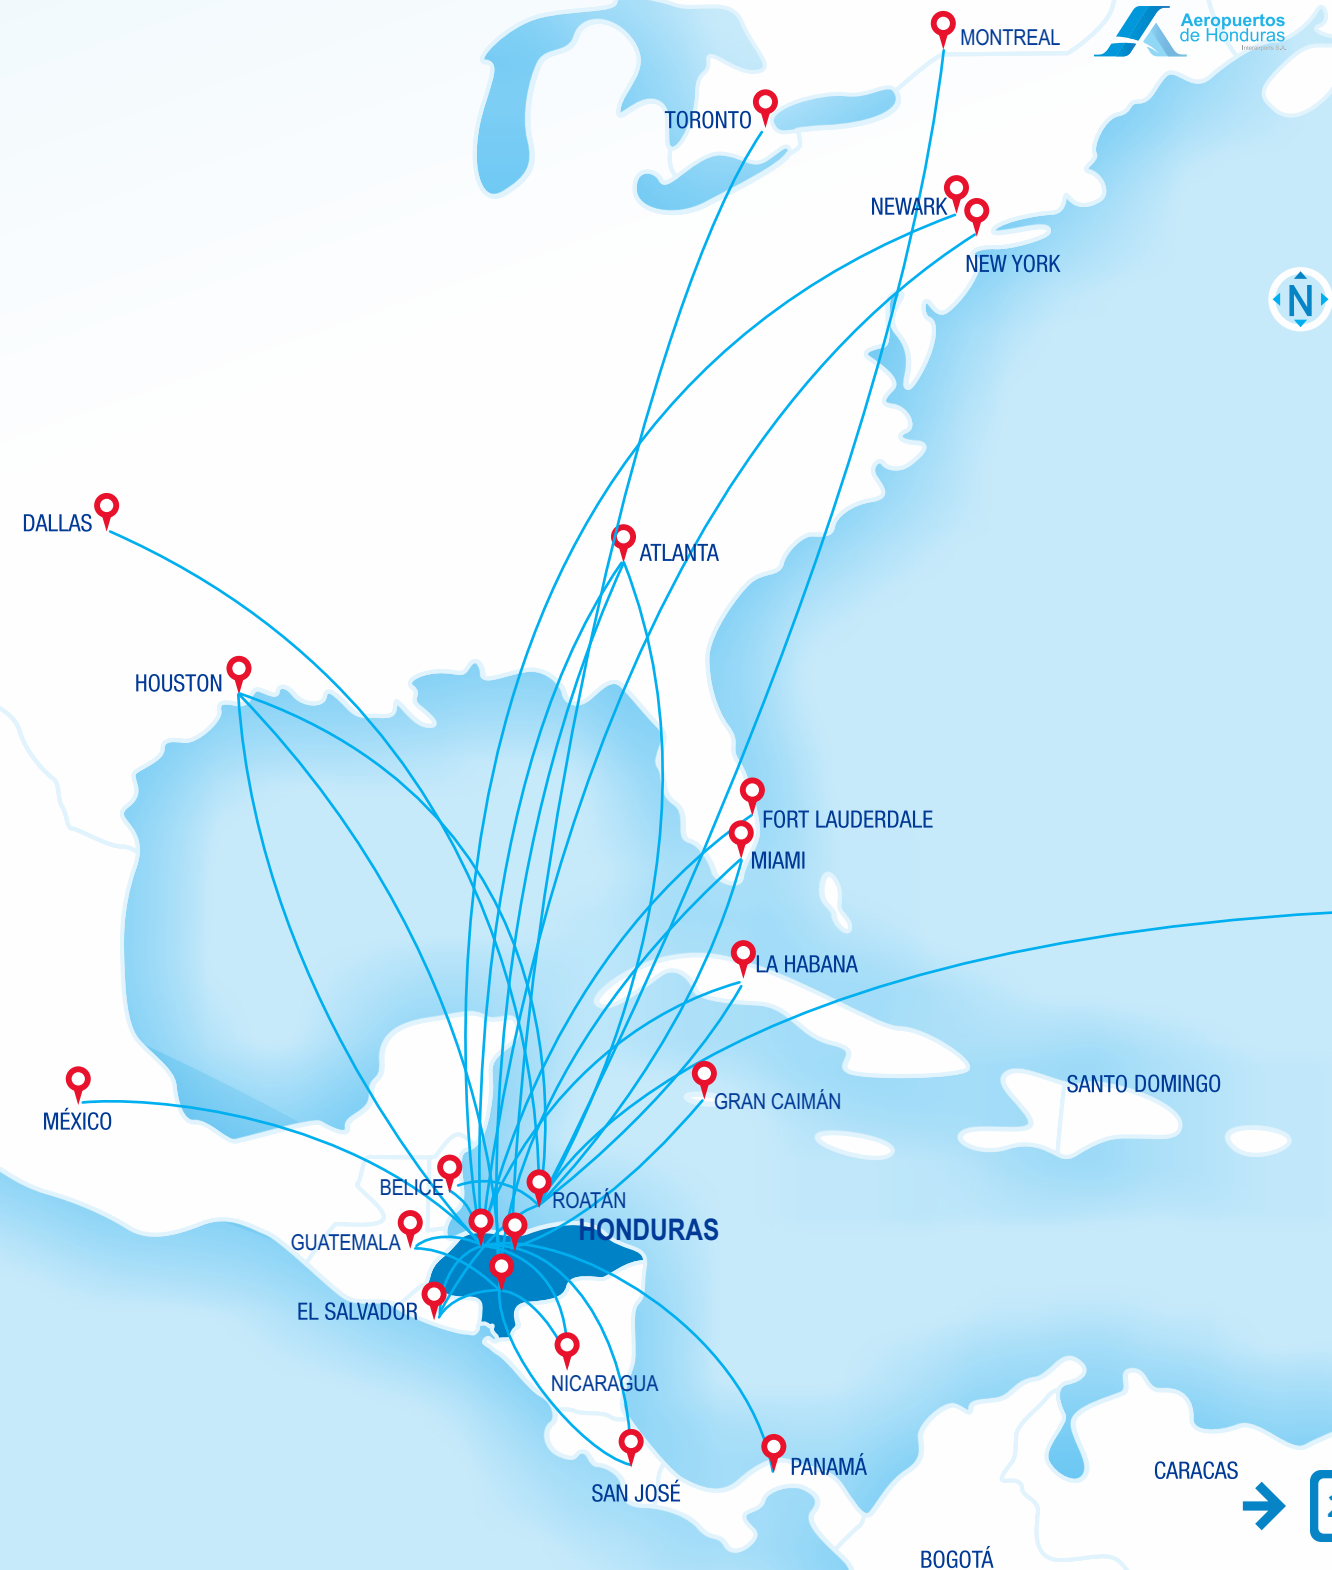 MONTREAL
Aeropuertos
de Honduras
Interairports S.A.
TORONTO
NEWARK
NEW YORK
N
DALLAS
ATLANTA
HOUSTON
FORT LAUDERDALE
MIAMI
LA HABANA
SANTO DOMINGO
GRAN CAIMÁN
MÉXICO
BELICE
ROATÁN
HONDURAS
GUATEMALA
EL SALVADOR
NICARAGUA
PANAMÁ
CARACAS
SAN JOSÉ
BOGOTÁ